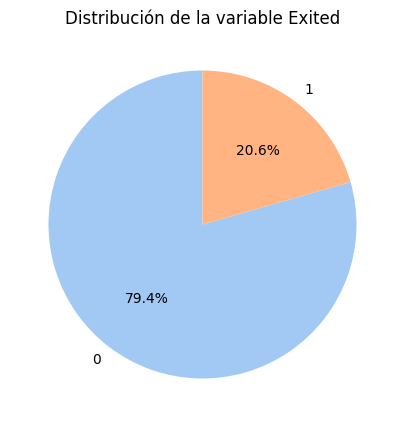 Distribución de la variable Exited
1
20.6%
79.4%
0